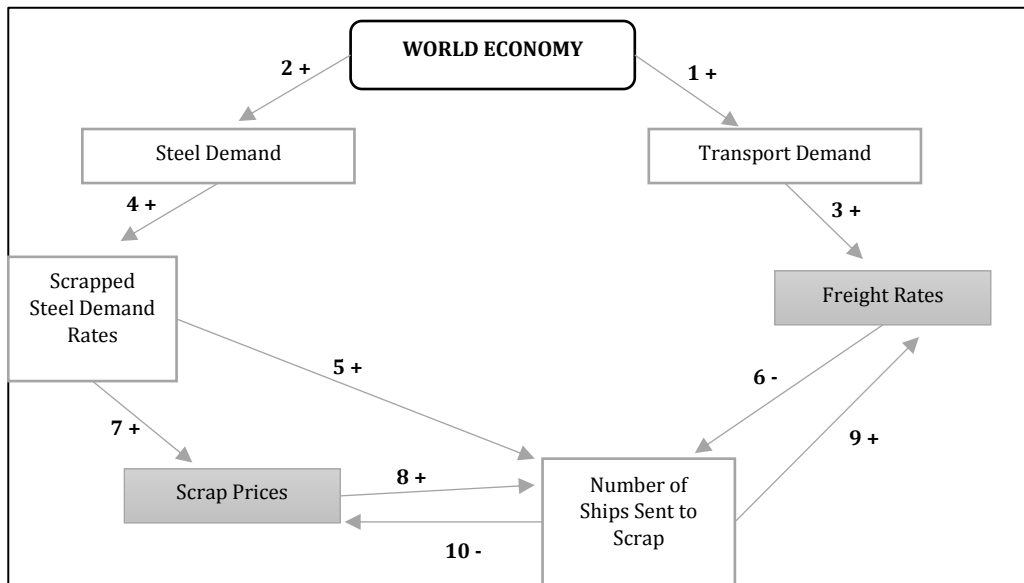 WORLD ECONOMY
2 +
1 +
Steel Demand
Transport Demand
4 +
3 +
Scrapped
Steel Demand
Rates
Freight Rates
5 +
6 -
7 +
9 +
Scrap Prices
8 +
Number of
Ships Sent to
Scrap
10 -